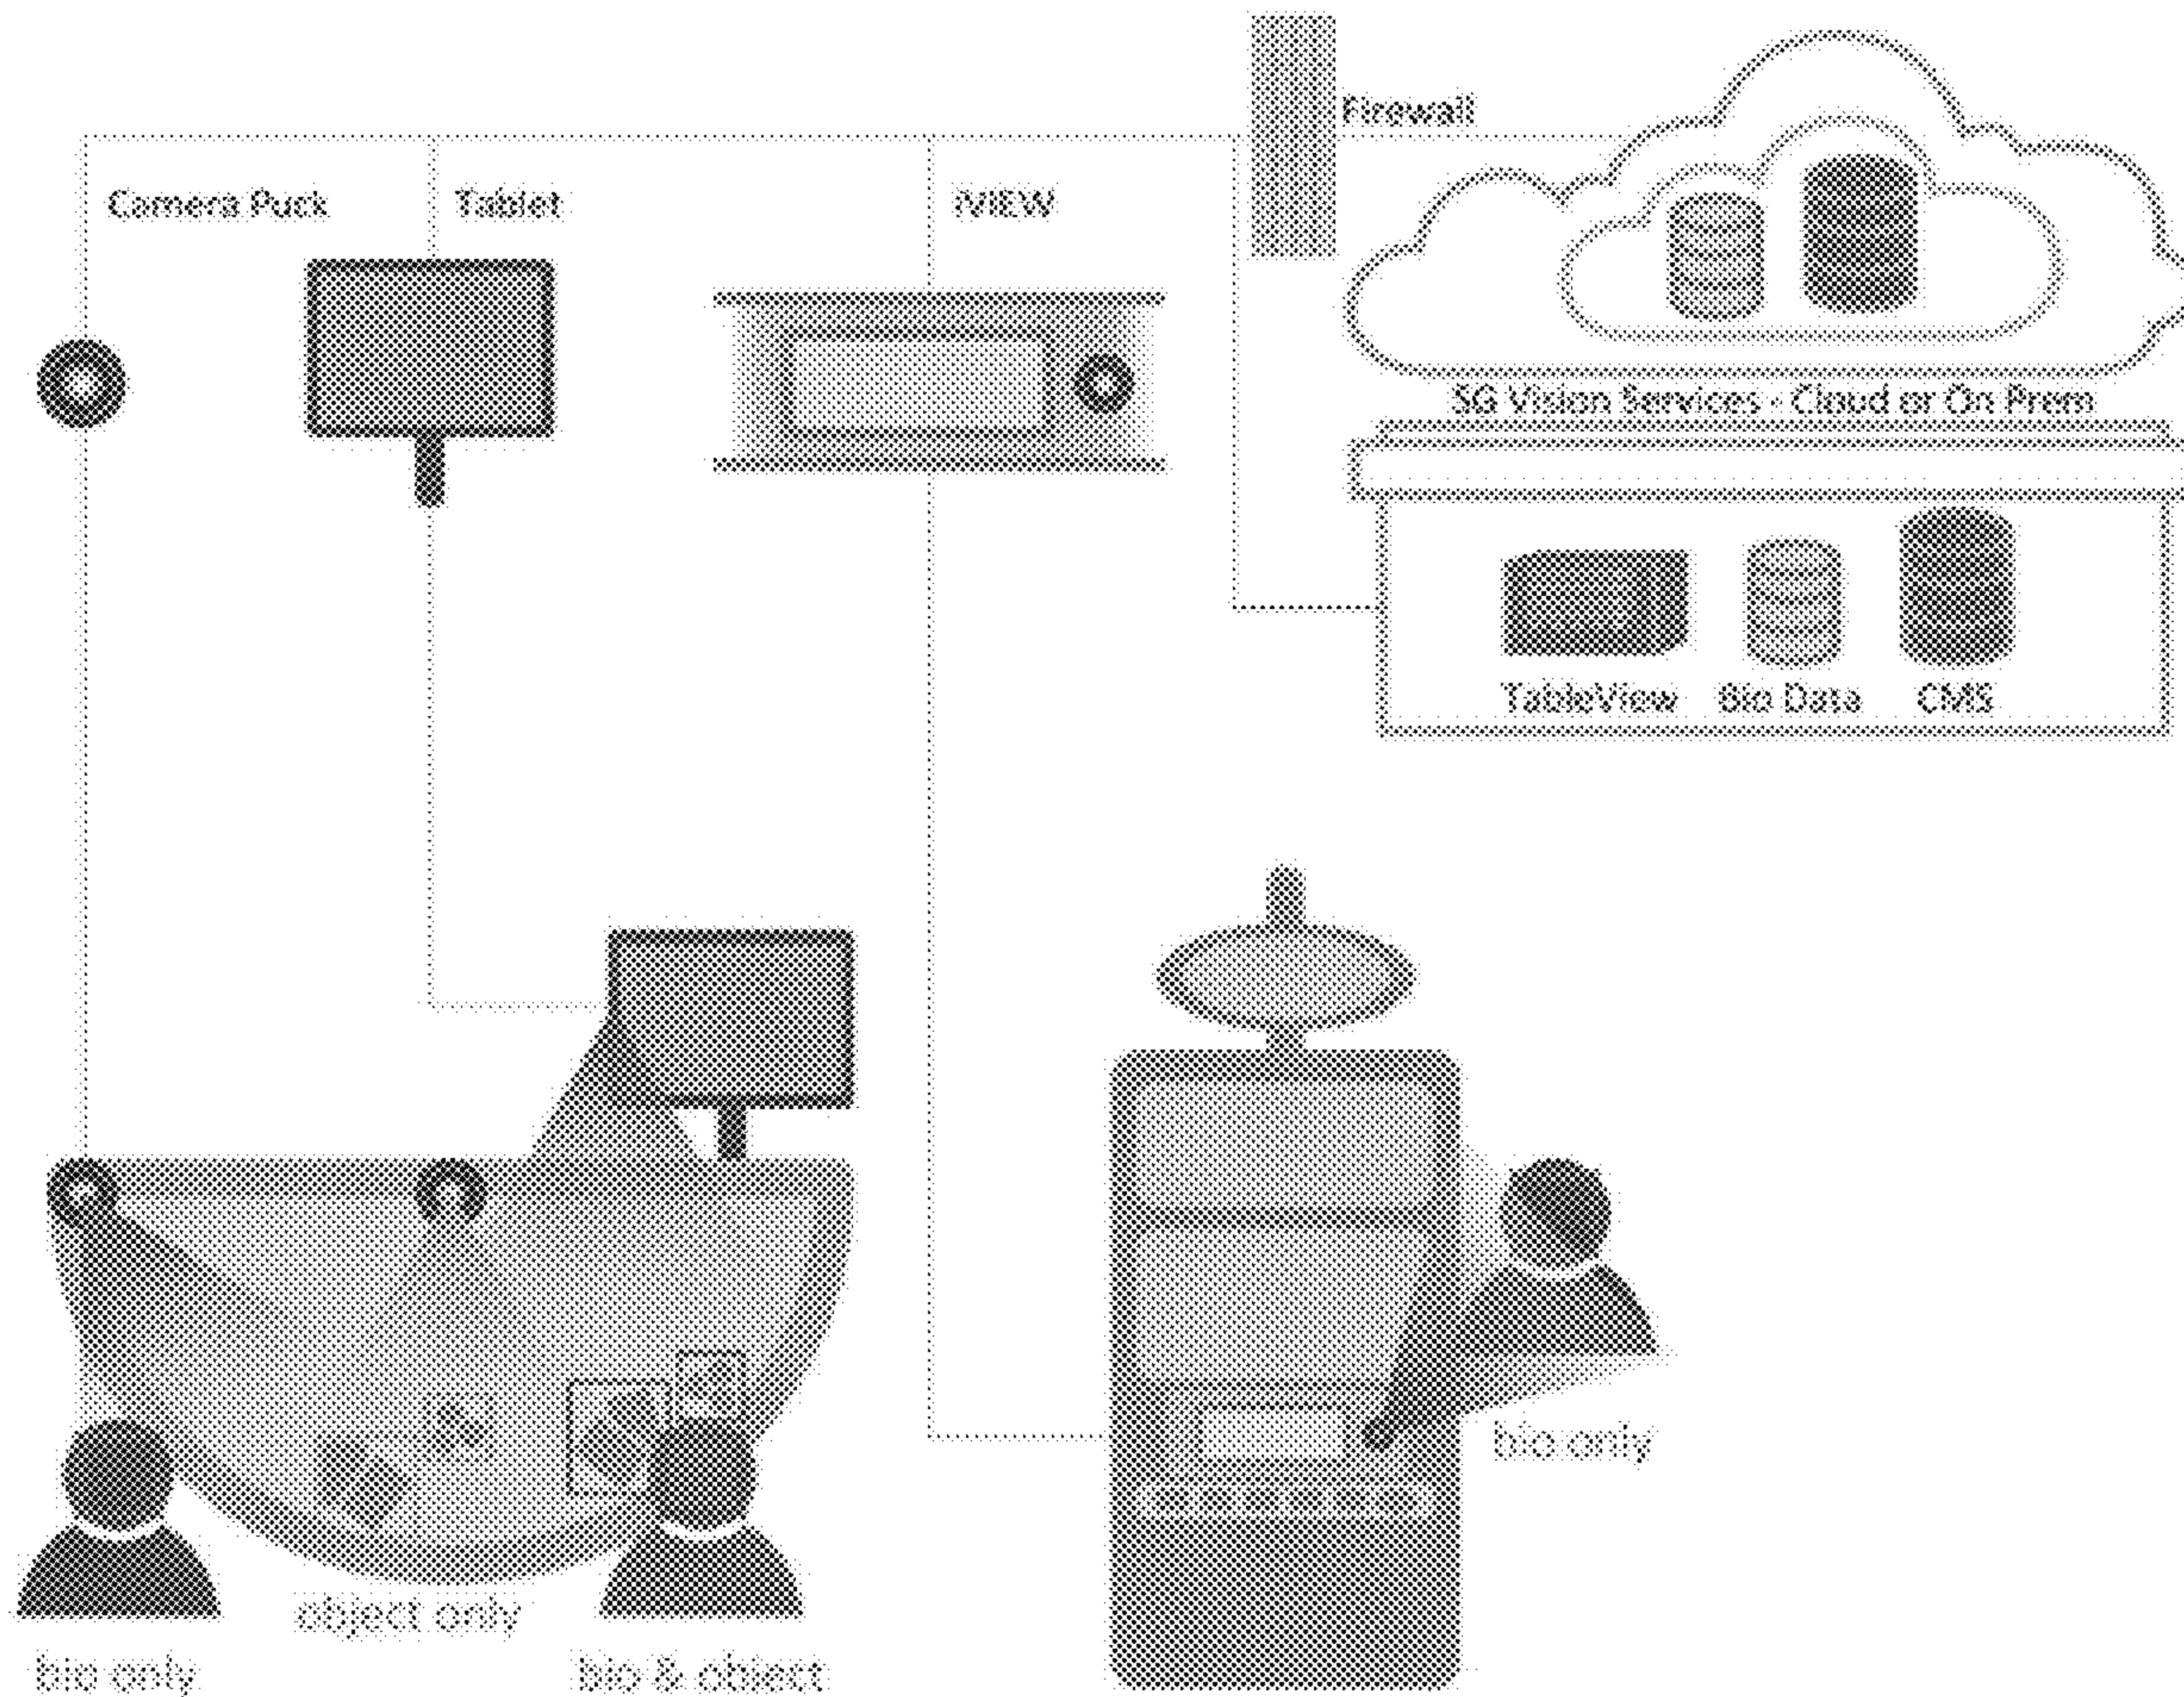 Firewall
Camera Puck
Tablet
iVIEW
SG Vision Services - Cloud or On Prem
TableView
Bio Data
CMS
bio only
object only
bio only
bio & object